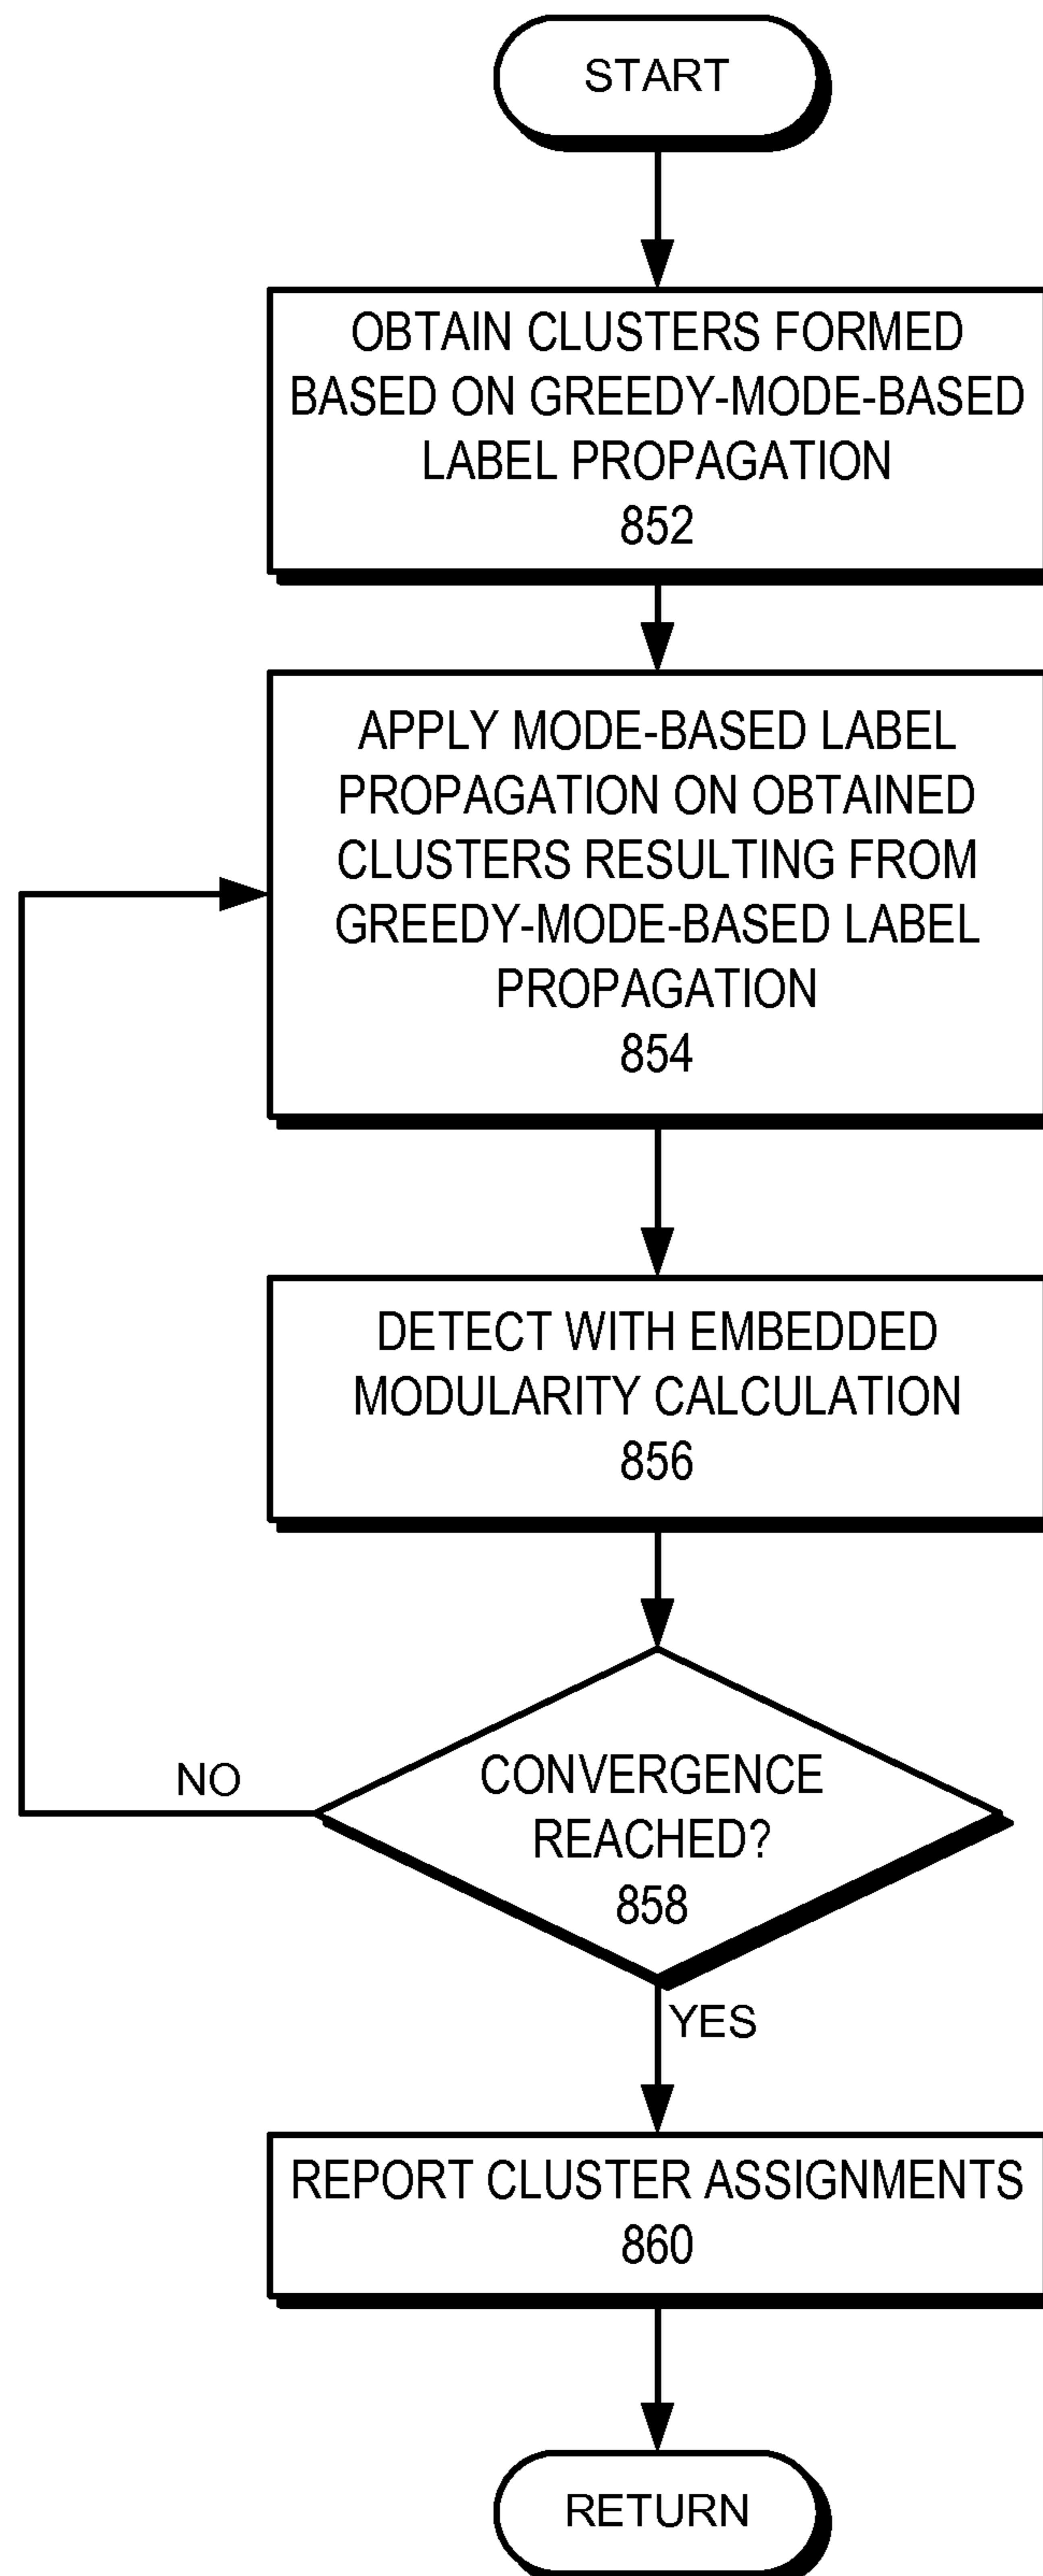 START
OBTAIN CLUSTERS FORMED
BASED ON GREEDY-MODE-BASED
LABEL PROPAGATION
852
APPLY MODE-BASED LABEL
PROPAGATION ON OBTAINED
CLUSTERS RESULTING FROM
GREEDY-MODE-BASED LABEL
PROPAGATION
854
DETECT WITH EMBEDDED
MODULARITY CALCULATION
856
NO
CONVERGENCE
REACHED?
858
YES
REPORT CLUSTER ASSIGNMENTS
860
RETURN